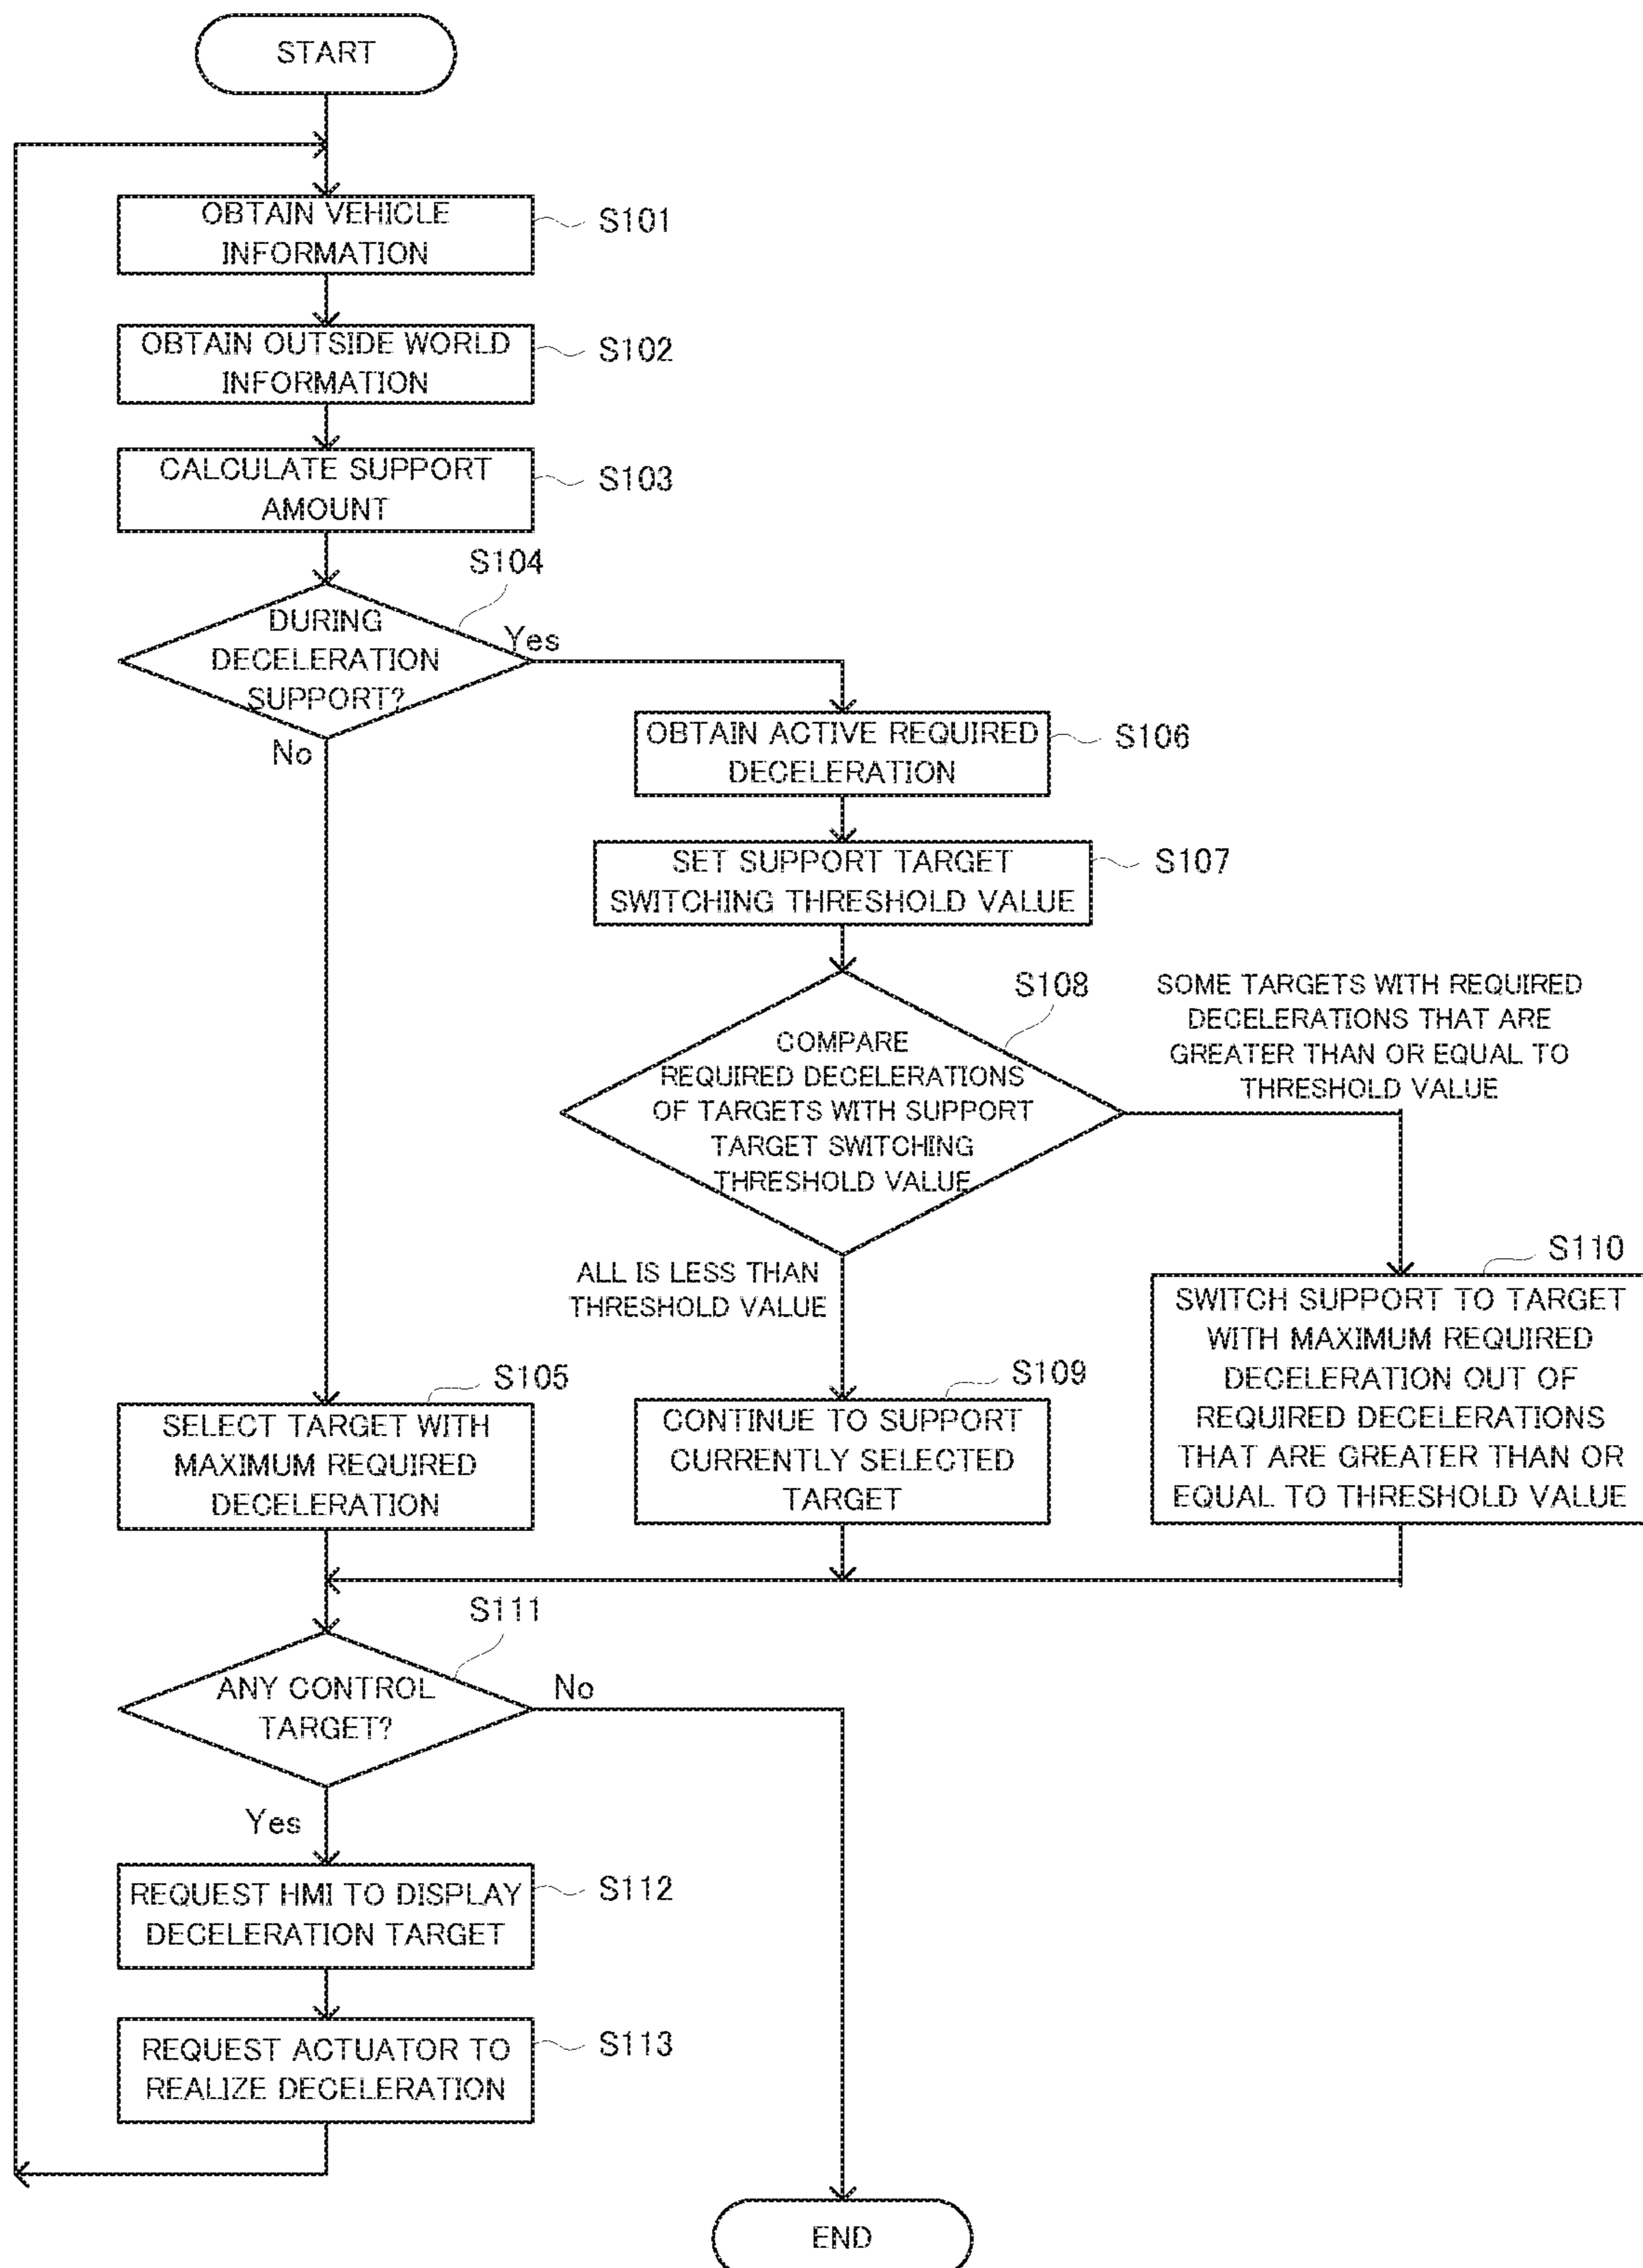 START
OBTAIN VEHICLE
INFORMATION
S101
OBTAIN OUTSIDE WORLD
INFORMATION
S102
CALCULATE SUPPORT
AMOUNT
S103
S104
DURING
DECELERATION
SUPPORT?
Yes
No
OBTAIN ACTIVE REQUIRED
DECELERATION
S106
SET SUPPORT TARGET
SWITCHING THRESHOLD VALUE
S107
S108
COMPARE
REQUIRED DECELERATIONS
OF TARGETS WITH SUPPORT
TARGET SWITCHING
THRESHOLD VALUE
SOME TARGETS WITH REQUIRED
DECELERATIONS THAT ARE
GREATER THAN OR EQUAL TO
THRESHOLD VALUE
ALL IS LESS THAN
THRESHOLD VALUE
S105
SELECT TARGET WITH
MAXIMUM REQUIRED
DECELERATION
S109
CONTINUE TO SUPPORT
CURRENTLY SELECTED
TARGET
S110
SWITCH SUPPORT TO TARGET
WITH MAXIMUM REQUIRED
DECELERATION OUT OF
REQUIRED DECELERATIONS
THAT ARE GREATER THAN OR
EQUAL TO THRESHOLD VALUE
S111
ANY CONTROL
TARGET?
No
Yes
REQUEST HMI TO DISPLAY
DECELERATION TARGET
S112
REQUEST ACTUATOR TO
REALIZE DECELERATION
S113
END